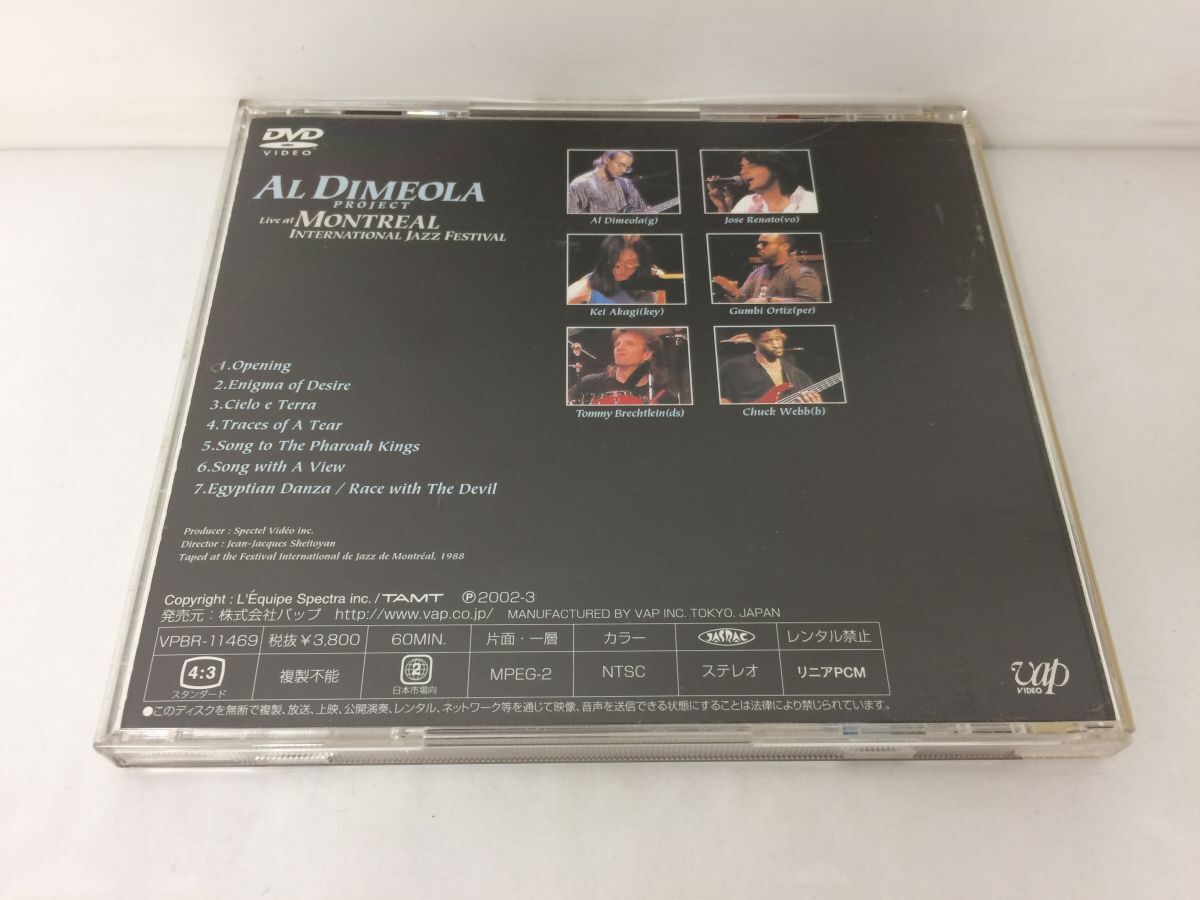 DVD
VIDEO
AL DIMEOLA
PROJECT
Live at MONTREAL
INTERNATIONAL JAZZ FESTIVAL
Al Dimeola(g)
Jose Renato(vo)
Kei Akagi(key)
Gumbi Ortiz(per)
Tommy Brechtlein(ds)
Chuck Webb(b)
1.Opening
2.Enigma of Desire
3.Cielo e Terra
4.Traces of A Tear
5.Song to The Pharoah Kings
6.Song with A View
7.Egyptian Danza / Race with The Devil
Producer : Spectel Vidéo inc.
Director : Jean-Jacques Sheitoyan
Taped at the Festival International de Jazz de Montréal, 1988
Copyright : L'Équipe Spectra inc. / TAMT ℗2002-3
発売元：株式会社バップ http://www.vap.co.jp/ MANUFACTURED BY VAP INC. TOKYO. JAPAN
VPBR-11469 税抜￥3,800 60MIN. 片面・一層 カラー JASRAC レンタル禁止
4:3 スタンダード 複製不能 2 日本市場向 MPEG-2 NTSC ステレオ リニアPCM
vap
VIDEO
●このディスクを無断で複製、放送、上映、公開演奏、レンタル、ネットワーク等を通じて映像、音声を送信できる状態にすることは法律により禁じられています。